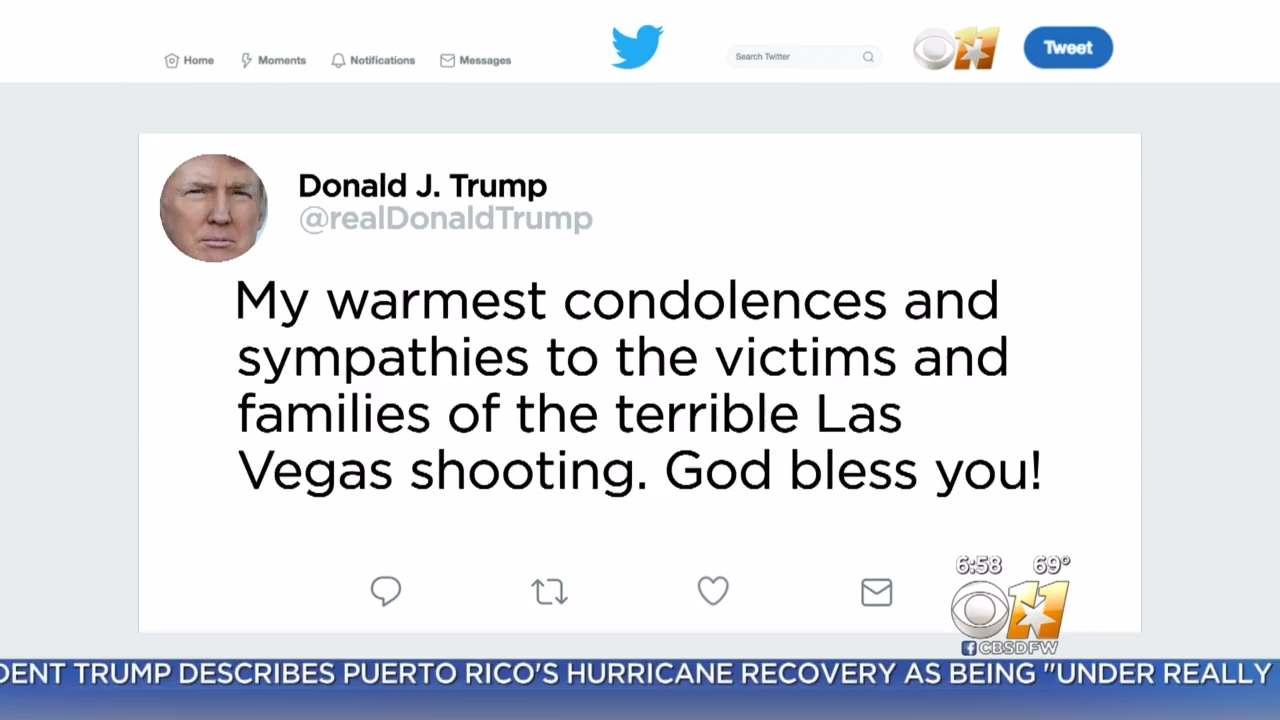 Home Moments Notifications Messages Search Twitter 11 Tweet
Donald J. Trump
@realDonaldTrump
My warmest condolences and
sympathies to the victims and
families of the terrible Las
Vegas shooting. God bless you!
6:58 69°
11
f CBSDFW
DENT TRUMP DESCRIBES PUERTO RICO'S HURRICANE RECOVERY AS BEING "UNDER REALLY